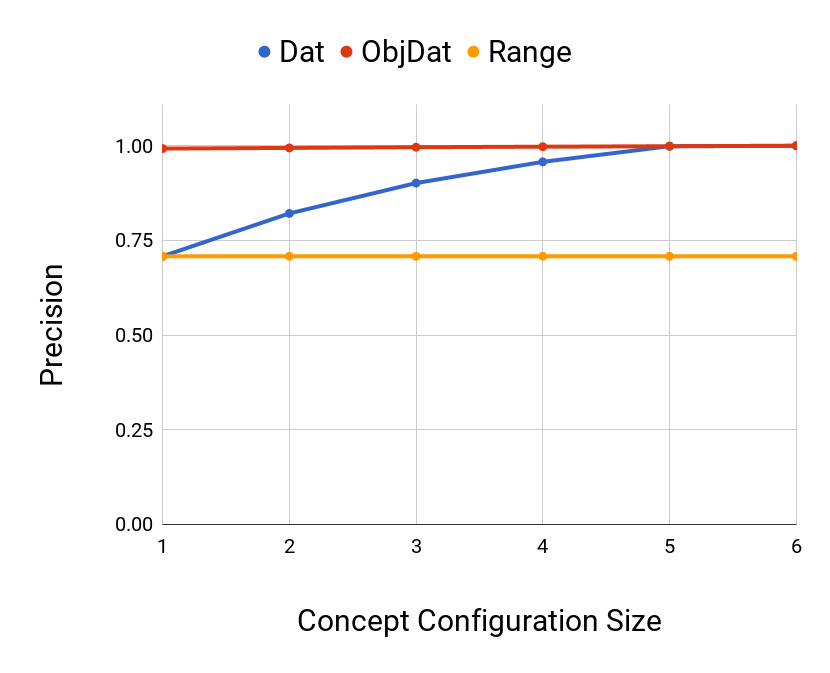 Dat ObjDat Range
1.00
0.75
0.50
0.25
0.00
Precision
1 2 3 4 5 6
Concept Configuration Size